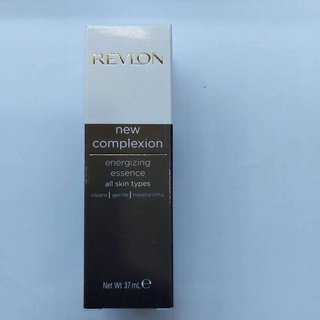 REVLON
new
complexion
energizing
essence
all skin types
cleans | gentle | moisturizing
Net Wt 37 mL ℮